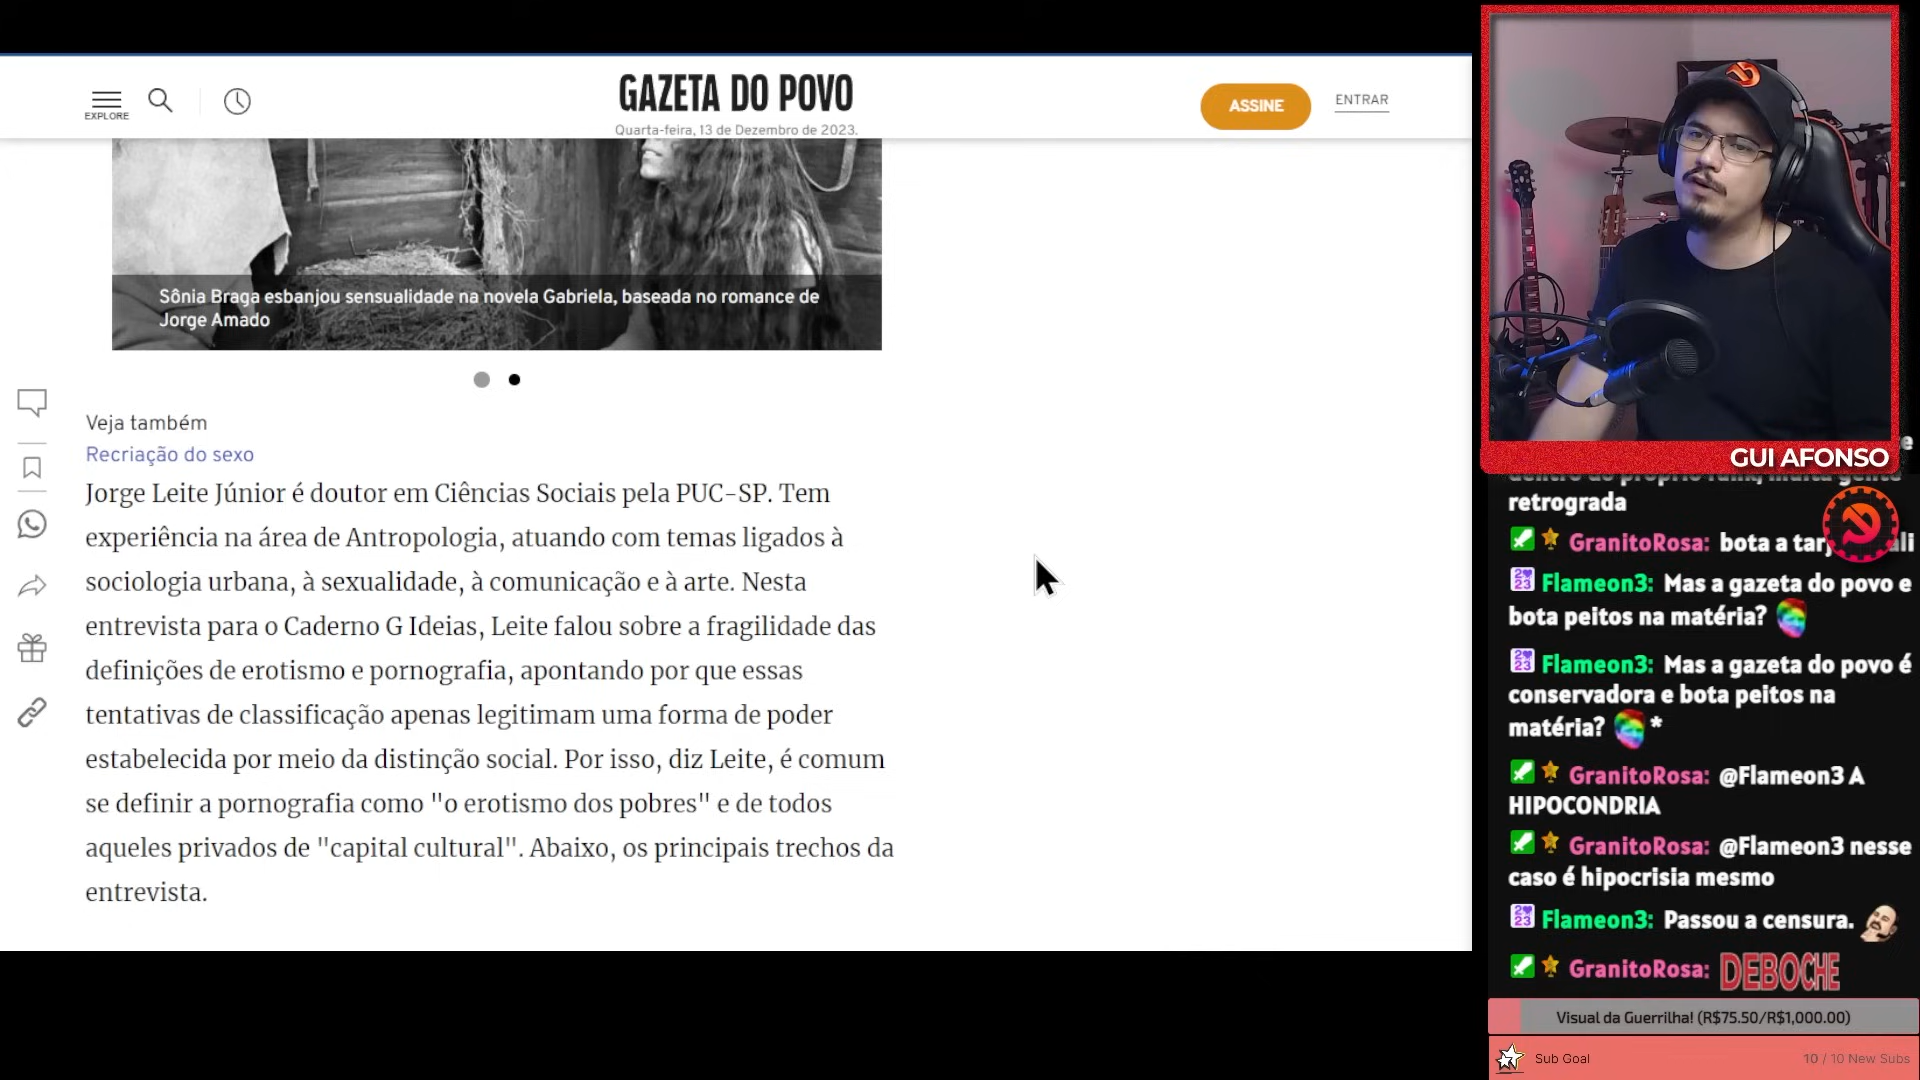 EXPLORE
GAZETA DO POVO
Quarta-feira, 13 de Dezembro de 2023.
ASSINE
ENTRAR
Sônia Braga esbanjou sensualidade na novela Gabriela, baseada no romance de
Jorge Amado
Veja também
Recriação do sexo
Jorge Leite Júnior é doutor em Ciências Sociais pela PUC-SP. Tem
experiência na área de Antropologia, atuando com temas ligados à
sociologia urbana, à sexualidade, à comunicação e à arte. Nesta
entrevista para o Caderno G Ideias, Leite falou sobre a fragilidade das
definições de erotismo e pornografia, apontando por que essas
tentativas de classificação apenas legitimam uma forma de poder
estabelecida por meio da distinção social. Por isso, diz Leite, é comum
se definir a pornografia como "o erotismo dos pobres" e de todos
aqueles privados de "capital cultural". Abaixo, os principais trechos da
entrevista.
GUI AFONSO
retrograda
GranitoRosa: bota a
Flameon3: Mas a gazeta do povo e
bota peitos na matéria?
Flameon3: Mas a gazeta do povo é
conservadora e bota peitos na
matéria? *
GranitoRosa: @Flameon3 A
HIPOCONDRIA
GranitoRosa: @Flameon3 nesse
caso é hipocrisia mesmo
Flameon3: Passou a censura.
GranitoRosa: DEBOCHE
Visual da Guerrilha! (R$75.50/R$1,000.00)
Sub Goal
10 / 10 New Subs